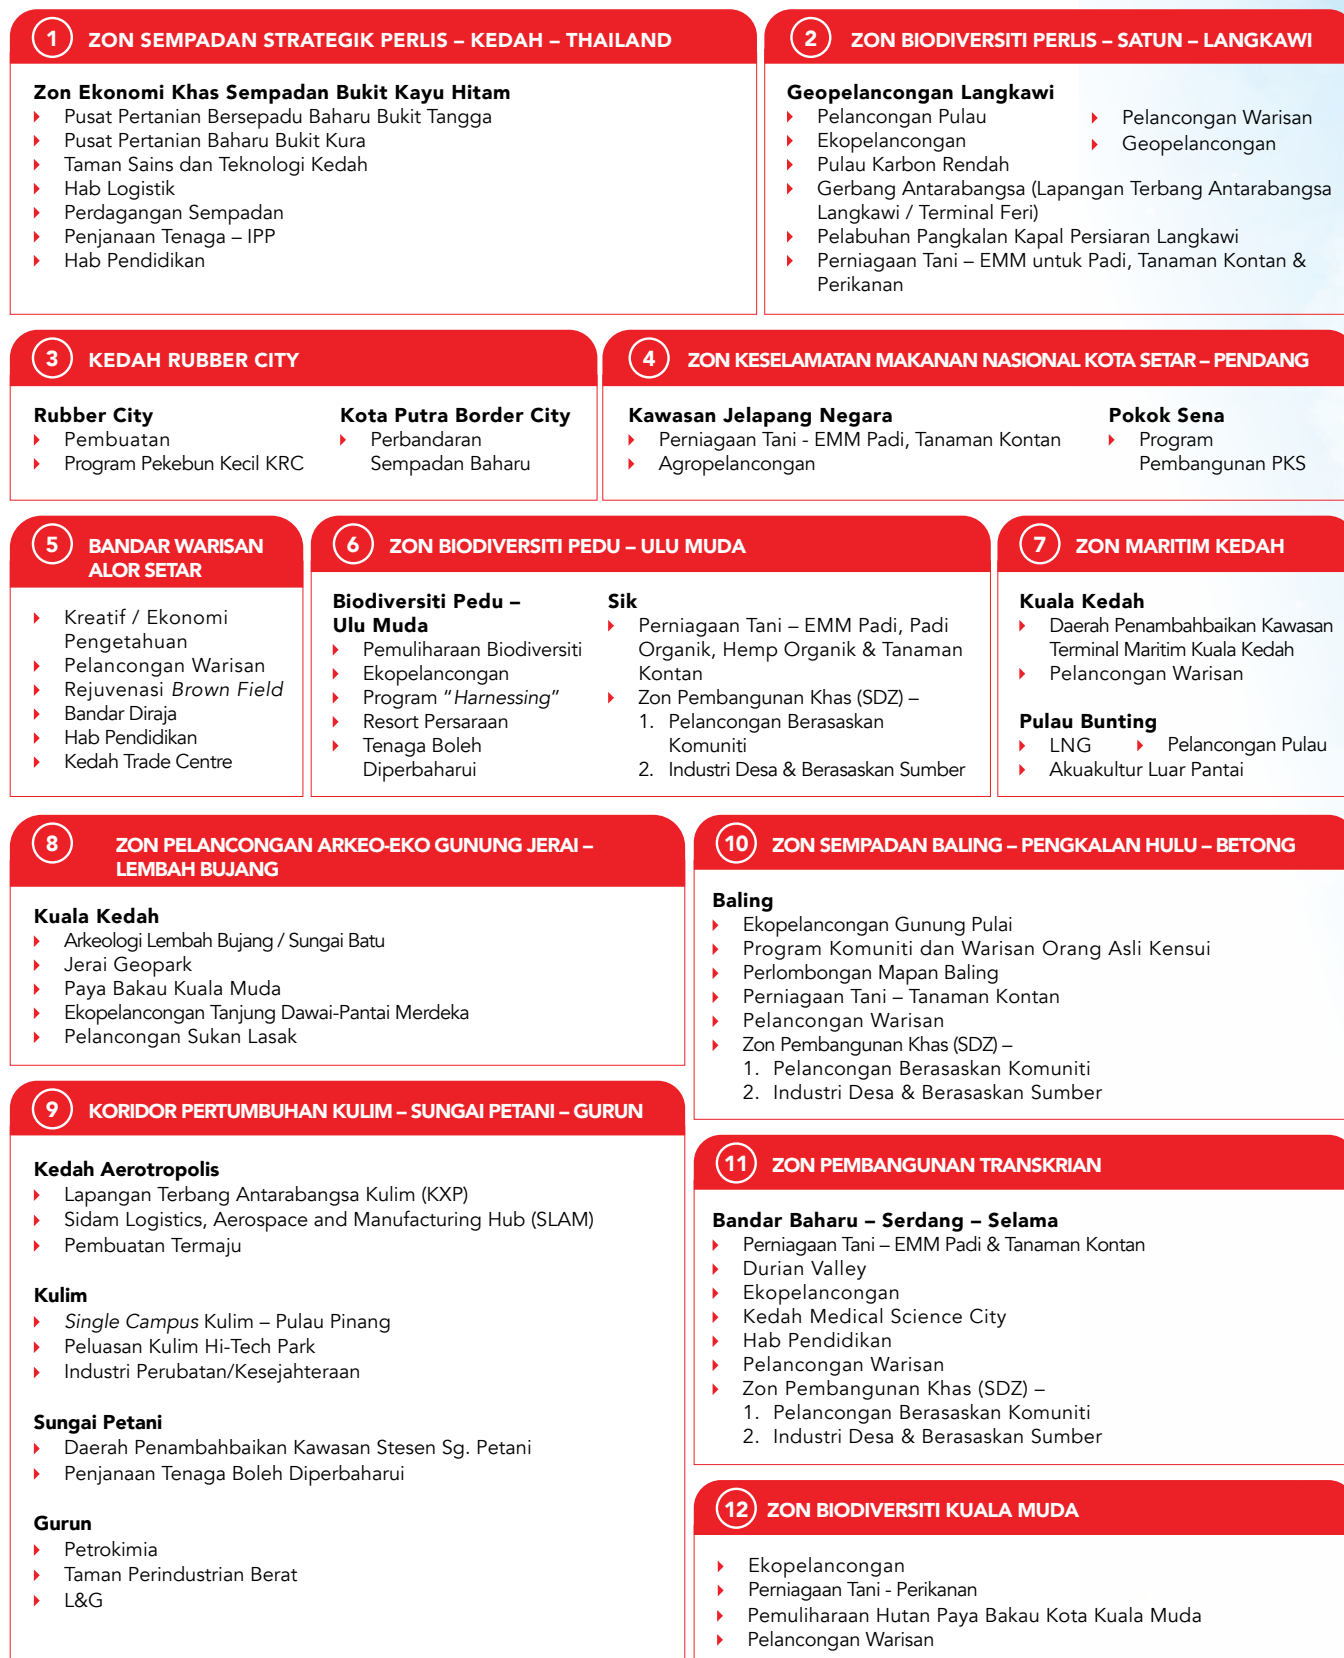 1 ZON SEMPADAN STRATEGIK PERLIS – KEDAH – THAILAND
Zon Ekonomi Khas Sempadan Bukit Kayu Hitam
Pusat Pertanian Bersepadu Baharu Bukit Tangga
Pusat Pertanian Baharu Bukit Kura
Taman Sains dan Teknologi Kedah
Hab Logistik
Perdagangan Sempadan
Penjanaan Tenaga – IPP
Hab Pendidikan
2 ZON BIODIVERSITI PERLIS – SATUN – LANGKAWI
Geopelancongan Langkawi
Pelancongan Pulau
Ekopelancongan
Pulau Karbon Rendah
Pelancongan Warisan
Geopelancongan
Gerbang Antarabangsa (Lapangan Terbang Antarabangsa
Langkawi / Terminal Feri)
Pelabuhan Pangkalan Kapal Persiaran Langkawi
Perniagaan Tani – EMM untuk Padi, Tanaman Kontan &
Perikanan
3 KEDAH RUBBER CITY
Rubber City
Pembuatan
Program Pekebun Kecil KRC
Kota Putra Border City
Perbandaran
Sempadan Baharu
4 ZON KESELAMATAN MAKANAN NASIONAL KOTA SETAR – PENDANG
Kawasan Jelapang Negara
Perniagaan Tani - EMM Padi, Tanaman Kontan
Agropelancongan
Pokok Sena
Program
Pembangunan PKS
5 BANDAR WARISAN
ALOR SETAR
Kreatif / Ekonomi
Pengetahuan
Pelancongan Warisan
Rejuvenasi Brown Field
Bandar Diraja
Hab Pendidikan
Kedah Trade Centre
6 ZON BIODIVERSITI PEDU – ULU MUDA
Biodiversiti Pedu –
Ulu Muda
Pemuliharaan Biodiversiti
Ekopelancongan
Program “Harnessing”
Resort Persaraan
Tenaga Boleh
Diperbaharui
Sik
Perniagaan Tani – EMM Padi, Padi
Organik, Hemp Organik & Tanaman
Kontan
Zon Pembangunan Khas (SDZ) –
1. Pelancongan Berasaskan
Komuniti
2. Industri Desa & Berasaskan Sumber
7 ZON MARITIM KEDAH
Kuala Kedah
Daerah Penambahbaikan Kawasan
Terminal Maritim Kuala Kedah
Pelancongan Warisan
Pulau Bunting
LNG Pelancongan Pulau
Akuakultur Luar Pantai
8 ZON PELANCONGAN ARKEO-EKO GUNUNG JERAI –
LEMBAH BUJANG
Kuala Kedah
Arkeologi Lembah Bujang / Sungai Batu
Jerai Geopark
Paya Bakau Kuala Muda
Ekopelancongan Tanjung Dawai-Pantai Merdeka
Pelancongan Sukan Lasak
9 KORIDOR PERTUMBUHAN KULIM – SUNGAI PETANI – GURUN
Kedah Aerotropolis
Lapangan Terbang Antarabangsa Kulim (KXP)
Sidam Logistics, Aerospace and Manufacturing Hub (SLAM)
Pembuatan Termaju
Kulim
Single Campus Kulim – Pulau Pinang
Peluasan Kulim Hi-Tech Park
Industri Perubatan/Kesejahteraan
Sungai Petani
Daerah Penambahbaikan Kawasan Stesen Sg. Petani
Penjanaan Tenaga Boleh Diperbaharui
Gurun
Petrokimia
Taman Perindustrian Berat
L&G
10 ZON SEMPADAN BALING – PENGKALAN HULU – BETONG
Baling
Ekopelancongan Gunung Pulai
Program Komuniti dan Warisan Orang Asli Kensui
Perlombongan Mapan Baling
Perniagaan Tani – Tanaman Kontan
Pelancongan Warisan
Zon Pembangunan Khas (SDZ) –
1. Pelancongan Berasaskan Komuniti
2. Industri Desa & Berasaskan Sumber
11 ZON PEMBANGUNAN TRANSKRIAN
Bandar Baharu – Serdang – Selama
Perniagaan Tani – EMM Padi & Tanaman Kontan
Durian Valley
Ekopelancongan
Kedah Medical Science City
Hab Pendidikan
Pelancongan Warisan
Zon Pembangunan Khas (SDZ) –
1. Pelancongan Berasaskan Komuniti
2. Industri Desa & Berasaskan Sumber
12 ZON BIODIVERSITI KUALA MUDA
Ekopelancongan
Perniagaan Tani - Perikanan
Pemuliharaan Hutan Paya Bakau Kota Kuala Muda
Pelancongan Warisan